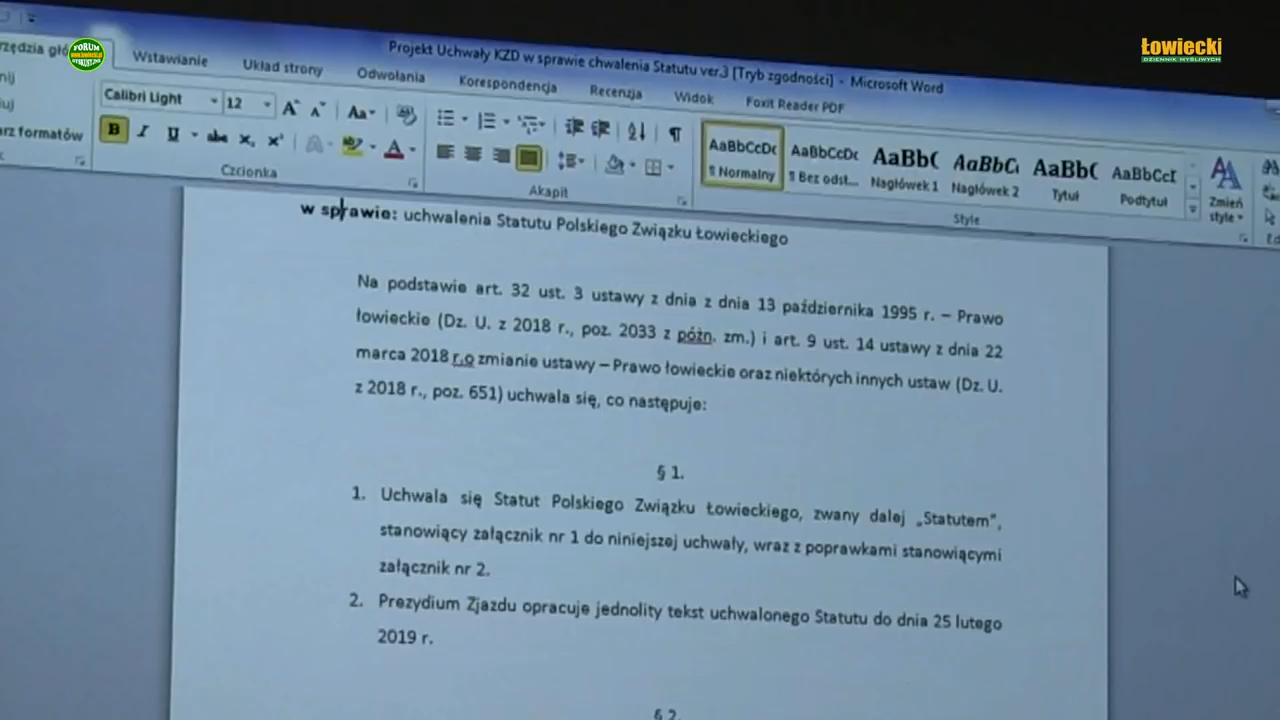 Łowiecki
DZIENNIK MYŚLIWYCH
FORUM
Projekt Uchwały KZD w sprawie chwalenia Statutu ver.3 [Tryb zgodności] - Microsoft Word
Wstawianie Układ strony Odwołania Korespondencja Recenzja Widok Foxit Reader PDF
Calibri Light 12
arz formatów
Czcionka Akapit Style
AaBbCcDc AaBbCcDc AaBbC AaBbCc AaBbC AaBbCcI
¶ Normalny ¶ Bez odst... Nagłówek 1 Nagłówek 2 Tytuł Podtytuł
Zmień
style
w sprawie: uchwalenia Statutu Polskiego Związku Łowieckiego
Na podstawie art. 32 ust. 3 ustawy z dnia z dnia 13 października 1995 r. – Prawo
łowieckie (Dz. U. z 2018 r., poz. 2033 z późn. zm.) i art. 9 ust. 14 ustawy z dnia 22
marca 2018 r.o zmianie ustawy – Prawo łowieckie oraz niektórych innych ustaw (Dz. U.
z 2018 r., poz. 651) uchwala się, co następuje:
§ 1.
1. Uchwala się Statut Polskiego Związku Łowieckiego, zwany dalej „Statutem”,
stanowiący załącznik nr 1 do niniejszej uchwały, wraz z poprawkami stanowiącymi
załącznik nr 2.
2. Prezydium Zjazdu opracuje jednolity tekst uchwalonego Statutu do dnia 25 lutego
2019 r.
§ 2.